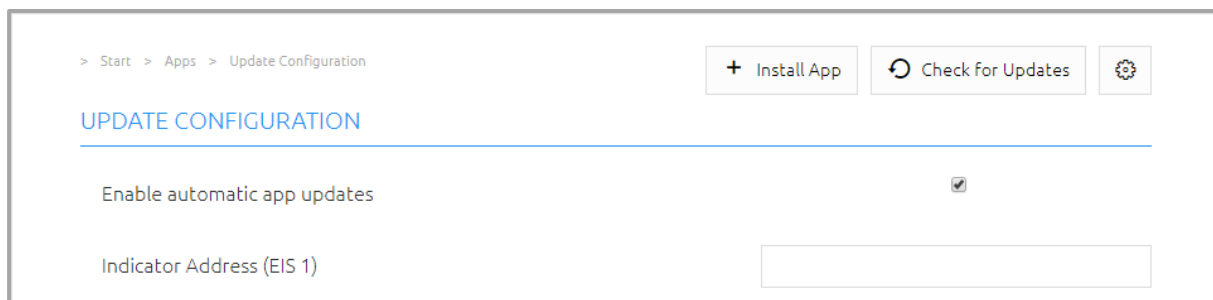 > Start > Apps > Update Configuration
+ Install App
Check for Updates
UPDATE CONFIGURATION
Enable automatic app updates
Indicator Address (EIS 1)